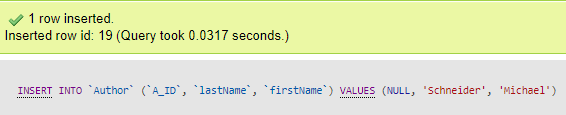 1 row inserted.
Inserted row id: 19 (Query took 0.0317 seconds.)
INSERT INTO `Author` (`A_ID`, `lastName`, `firstName`) VALUES (NULL, 'Schneider', 'Michael')